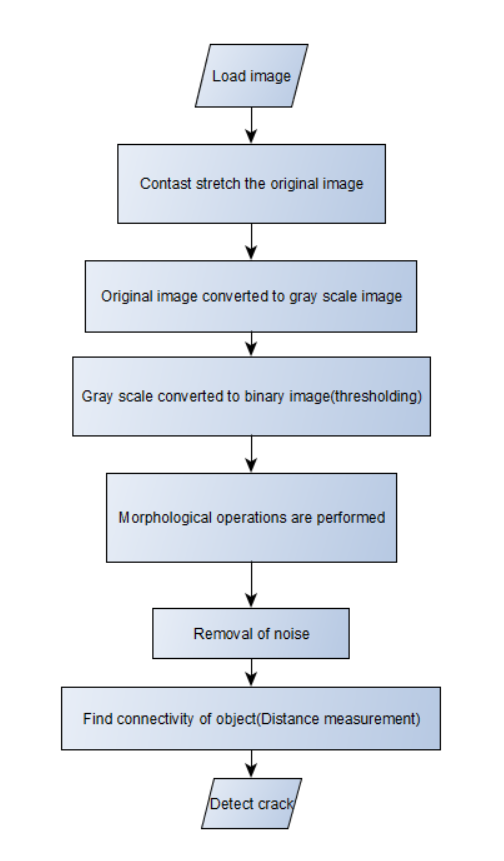 Load image
Contast stretch the original image
Original image converted to gray scale image
Gray scale converted to binary image(thresholding)
Morphological operations are performed
Removal of noise
Find connectivity of object(Distance measurement)
Detect crack